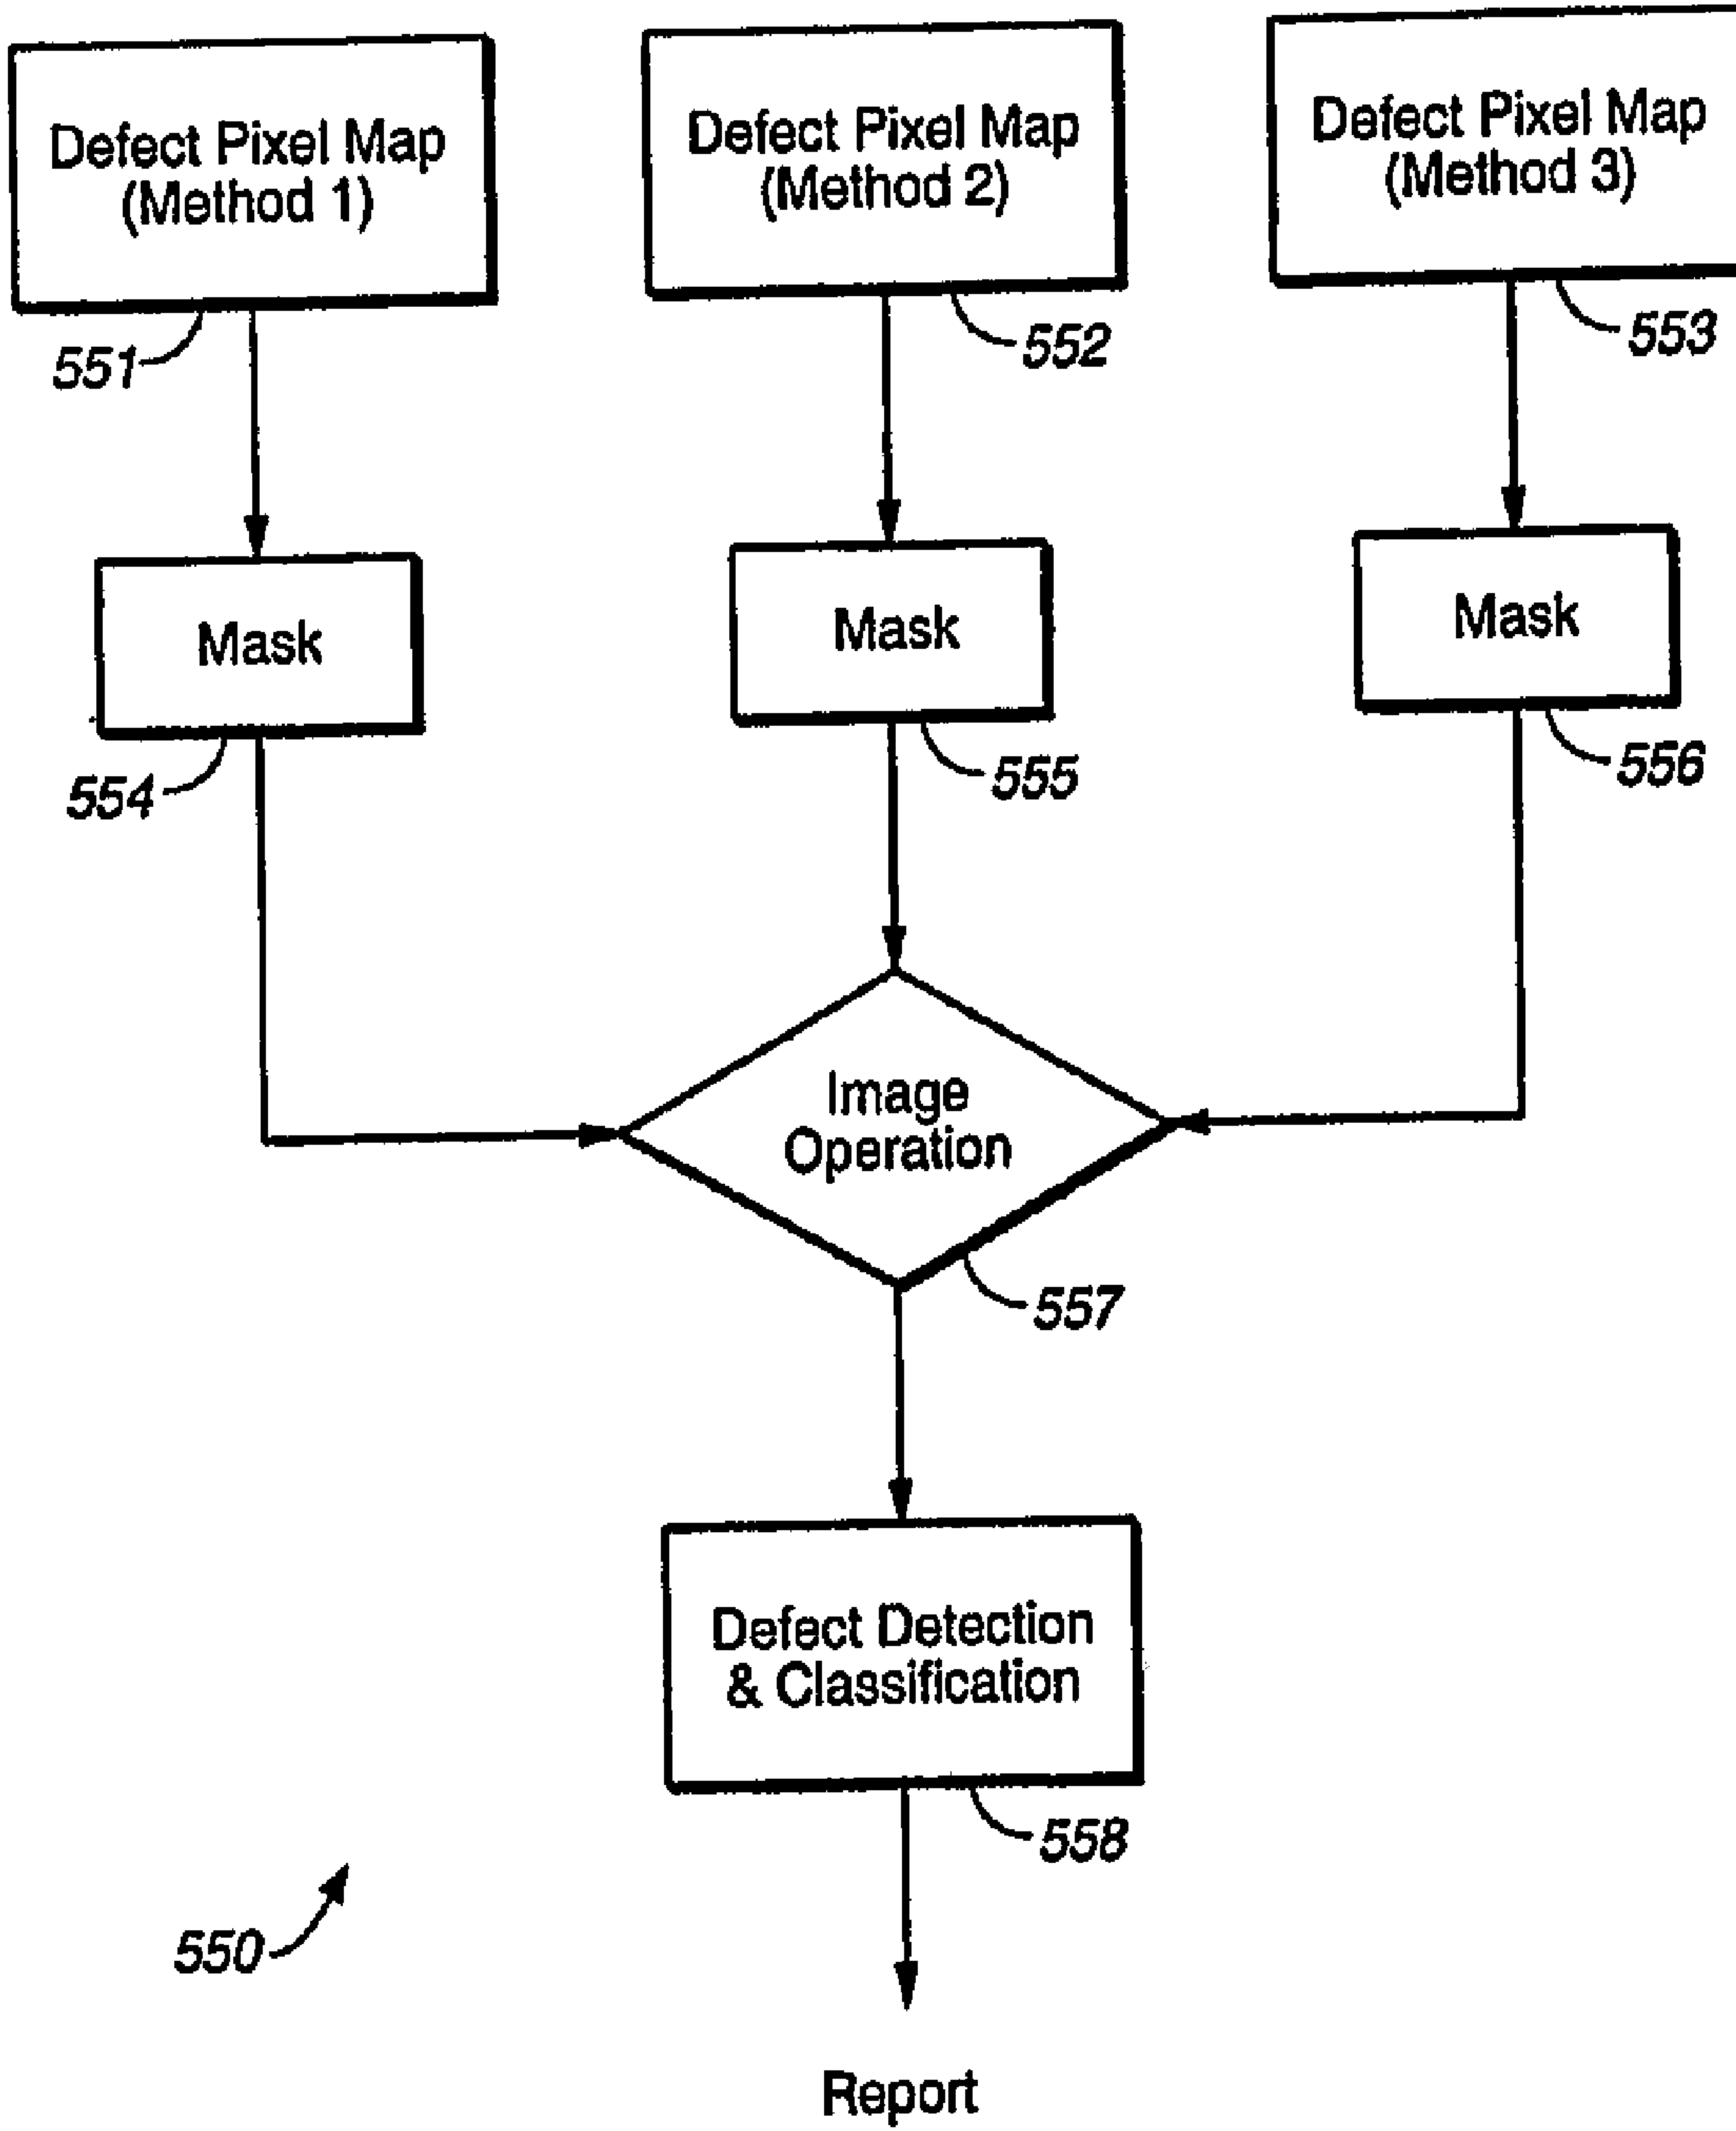 Defect Pixel Map
(Method 1)
551
Defect Pixel Map
(Method 2)
552
Defect Pixel Map
(Method 3)
553
Mask
554
Mask
555
Mask
556
Image
Operation
557
Defect Detection
& Classification
558
550
Report